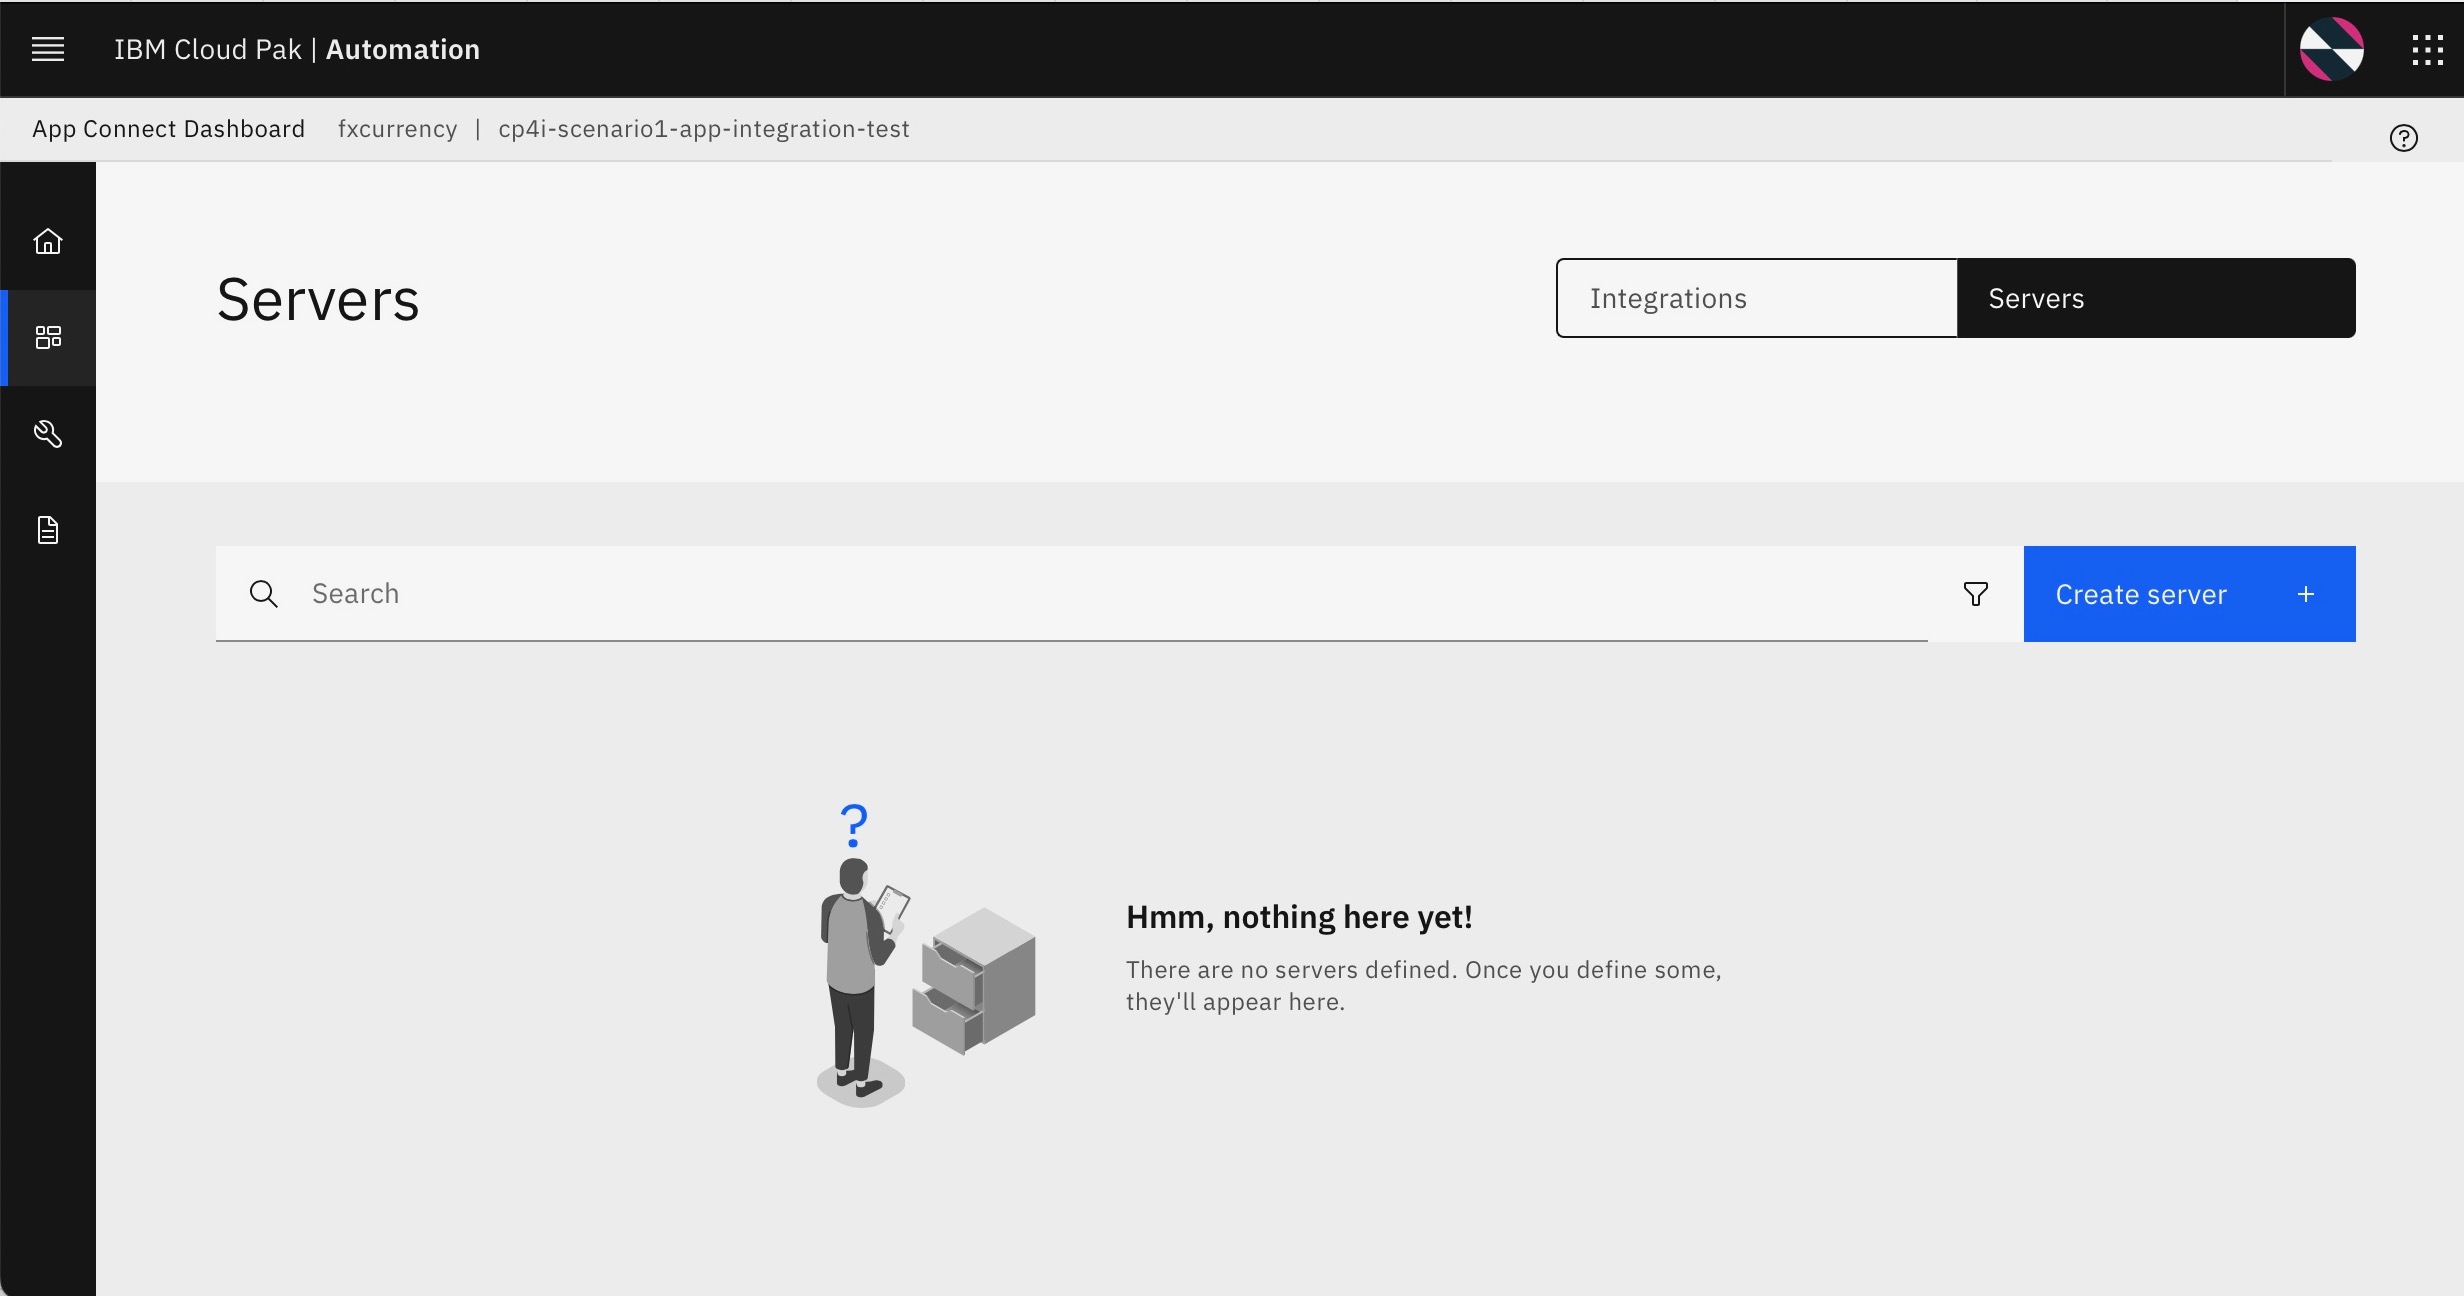 IBM Cloud Pak | Automation
App Connect Dashboard fxcurrency | cp4i-scenario1-app-integration-test
Servers
Integrations
Servers
Search
Create server +
?
Hmm, nothing here yet!
There are no servers defined. Once you define some,
they'll appear here.